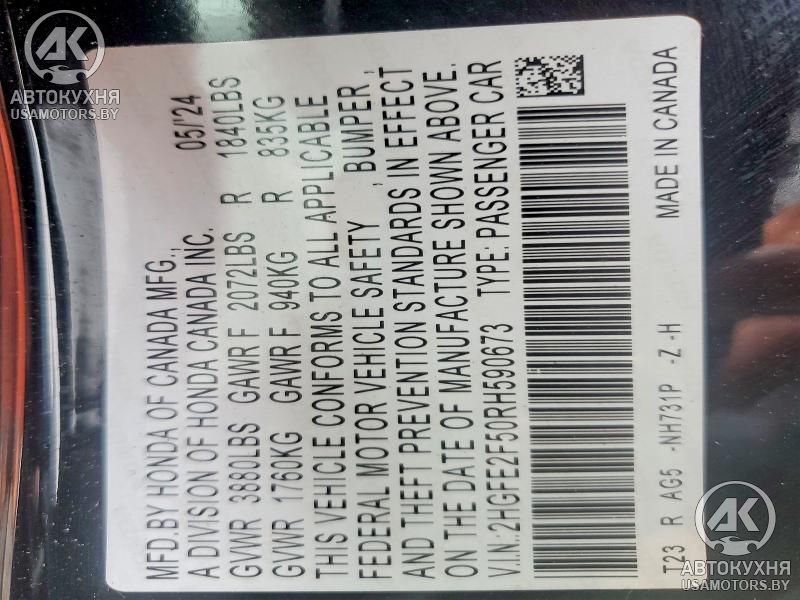 MFD.BY HONDA OF CANADA MFG., 05/'24
A DIVISION OF HONDA CANADA INC.
GVWR 3880LBS GAWR F 2072LBS R 1840LBS
GVWR 1760KG GAWR F 940KG R 835KG
THIS VEHICLE CONFORMS TO ALL APPLICABLE
FEDERAL MOTOR VEHICLE SAFETY , BUMPER ,
AND THEFT PREVENTION STANDARDS IN EFFECT
ON THE DATE OF MANUFACTURE SHOWN ABOVE.
V.I.N.:2HGFE2F50RH590673 TYPE: PASSENGER CAR
T23 R AG5 -NH731P -Z -H MADE IN CANADA
АК
АВТОКУХНЯ
USAMOTORS.BY
АК
АВТОКУХНЯ
USAMOTORS.BY